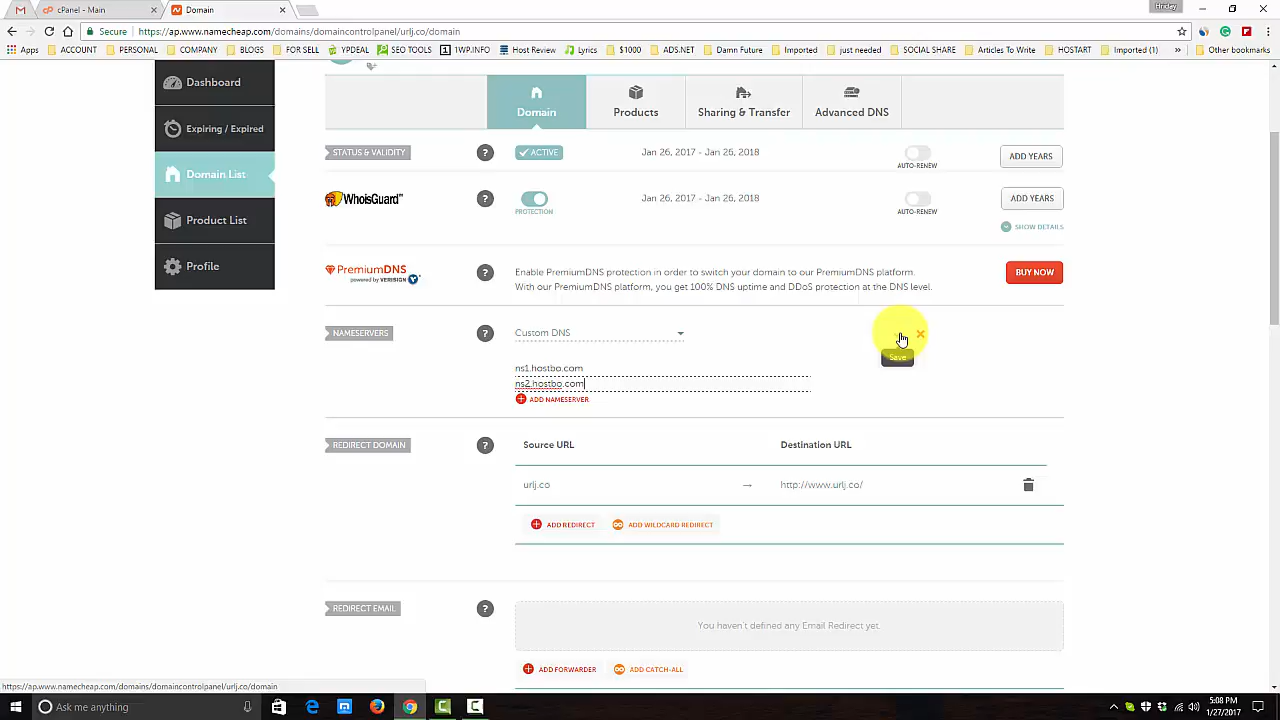 Hriday
cPanel - Main
Domain
Secure
https://ap.www.namecheap.com/domains/domaincontrolpanel/urlj.co/domain
Apps
ACCOUNT
PERSONAL
COMPANY
BLOGS
FOR SELL
YPDEAL
SEO TOOLS
1WP.INFO
Host Review
Lyrics
$1000
ADS.NET
Damn Future
Imported
just needed
SOCIAL SHARE
Articles To Write
HOSTART
Imported (1)
»
Other bookmarks
Dashboard
Expiring / Expired
Domain List
Product List
Profile
Domain
Products
Sharing & Transfer
Advanced DNS
STATUS & VALIDITY
?
ACTIVE
Jan 26, 2017 - Jan 26, 2018
AUTO-RENEW
ADD YEARS
WhoisGuard™
?
PROTECTION
Jan 26, 2017 - Jan 26, 2018
AUTO-RENEW
ADD YEARS
SHOW DETAILS
PremiumDNS
powered by VERISIGN
?
Enable PremiumDNS protection in order to switch your domain to our PremiumDNS platform.
With our PremiumDNS platform, you get 100% DNS uptime and DDoS protection at the DNS level.
BUY NOW
NAMESERVERS
?
Custom DNS
Save
ns1.hostbo.com
ns2.hostbo.com
ADD NAMESERVER
REDIRECT DOMAIN
?
Source URL
Destination URL
urlj.co
→
http://www.urlj.co/
ADD REDIRECT
ADD WILDCARD REDIRECT
REDIRECT EMAIL
?
You haven't defined any Email Redirect yet.
ADD FORWARDER
ADD CATCH-ALL
https://ap.www.namecheap.com/domains/domaincontrolpanel/urlj.co/domain
Ask me anything
5:08 PM
1/27/2017